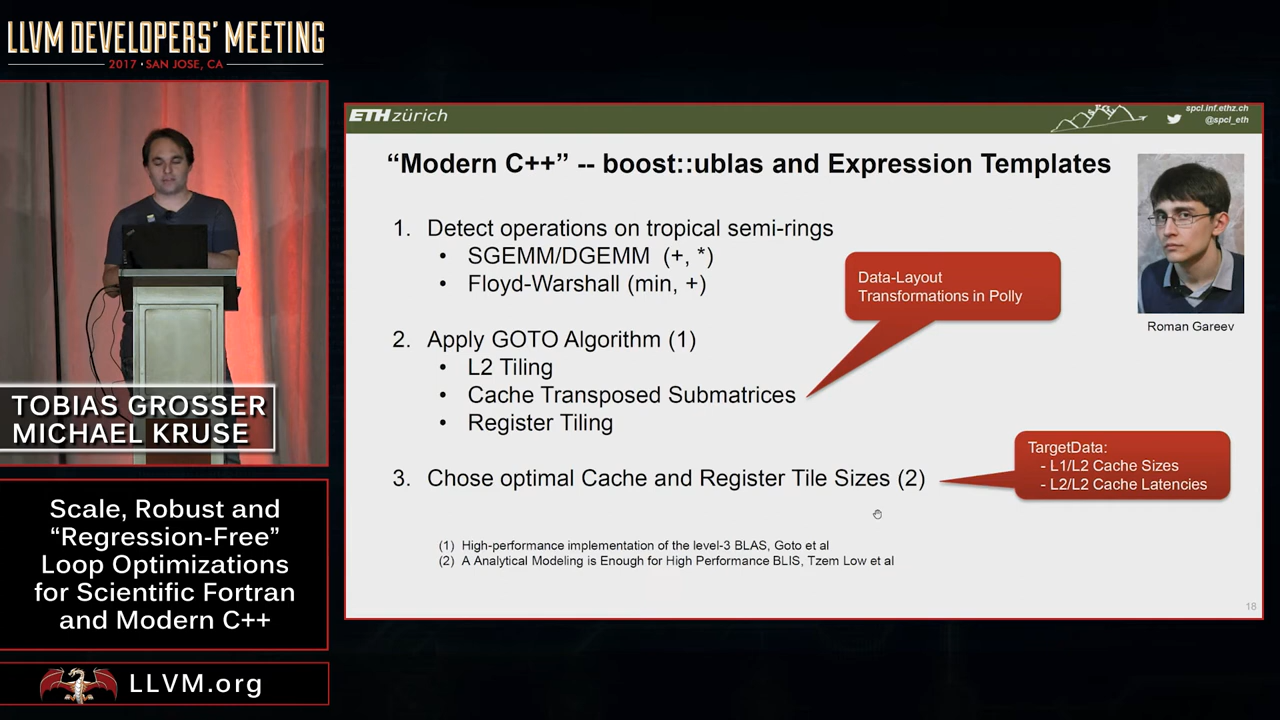 LLVM DEVELOPERS' MEETING
2017 · SAN JOSE, CA
TOBIAS GROSSER
MICHAEL KRUSE
Scale, Robust and
“Regression-Free”
Loop Optimizations
for Scientific Fortran
and Modern C++
LLVM.org
ETH zürich
spcl.inf.ethz.ch
@spcl_eth
“Modern C++” -- boost::ublas and Expression Templates
Roman Gareev
1. Detect operations on tropical semi-rings
• SGEMM/DGEMM (+, *)
• Floyd-Warshall (min, +)
Data-Layout
Transformations in Polly
2. Apply GOTO Algorithm (1)
• L2 Tiling
• Cache Transposed Submatrices
• Register Tiling
3. Chose optimal Cache and Register Tile Sizes (2)
TargetData:
- L1/L2 Cache Sizes
- L2/L2 Cache Latencies
(1) High-performance implementation of the level-3 BLAS, Goto et al
(2) A Analytical Modeling is Enough for High Performance BLIS, Tzem Low et al
18